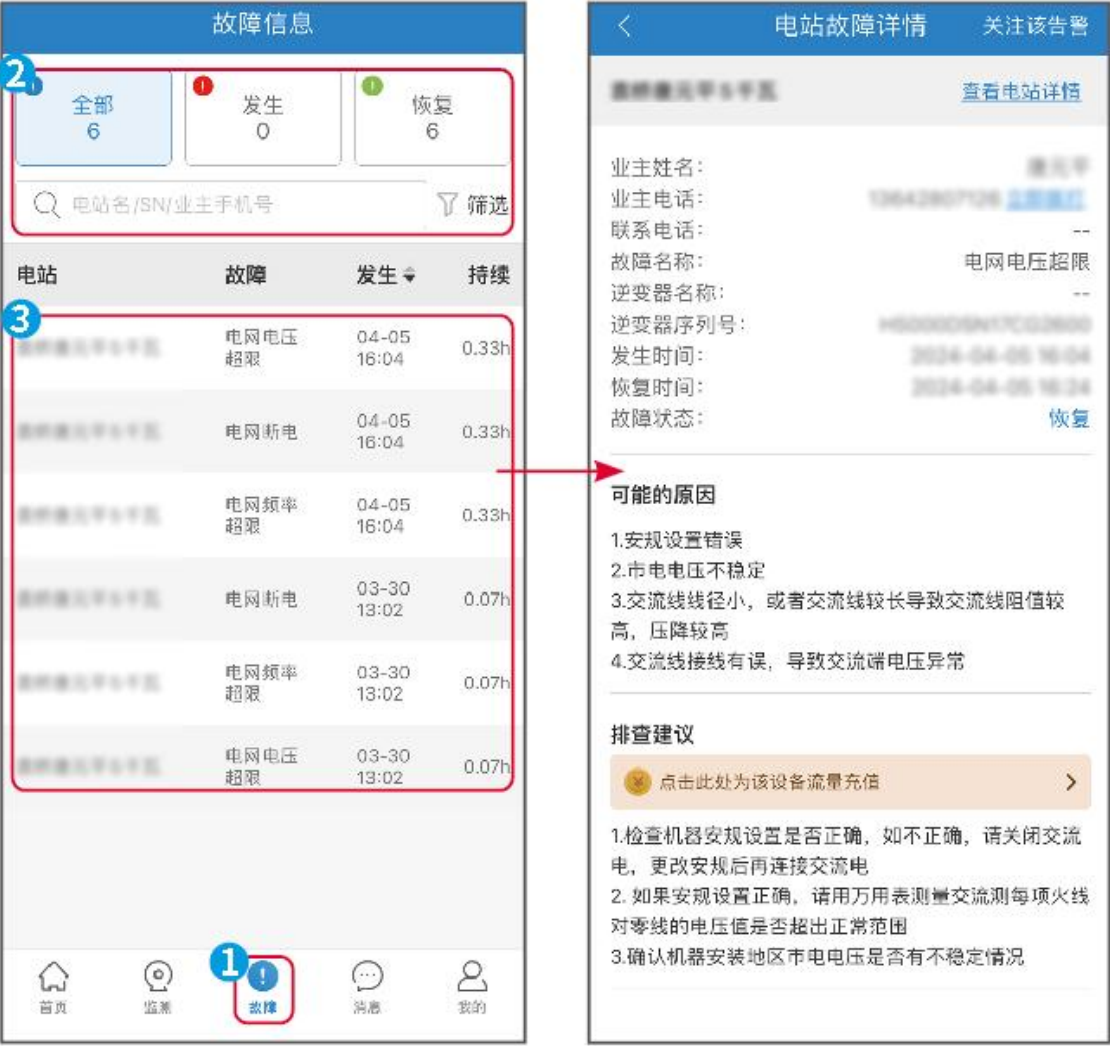 故障信息
2
全部
6
发生
0
恢复
6
电站名/SN/业主手机号
筛选
电站 故障 发生 持续
3
电网电压
超限
04-05
16:04
0.33h
电网断电
04-05
16:04
0.33h
电网频率
超限
04-05
16:04
0.33h
电网断电
03-30
13:02
0.07h
电网频率
超限
03-30
13:02
0.07h
电网电压
超限
03-30
13:02
0.07h
1
首页 监测 故障 消息 我的
电站故障详情 关注该告警
查看电站详情
业主姓名:
业主电话:
联系电话: --
故障名称: 电网电压超限
逆变器名称: --
逆变器序列号:
发生时间:
恢复时间:
故障状态: 恢复
可能的原因
1.安规设置错误
2.市电电压不稳定
3.交流线线径小，或者交流线较长导致交流线阻值较
高，压降较高
4.交流线接线有误，导致交流端电压异常
排查建议
点击此处为该设备流量充值
1.检查机器安规设置是否正确，如不正确，请关闭交流
电，更改安规后再连接交流电
2. 如果安规设置正确，请用万用表测量交流测每项火线
对零线的电压值是否超出正常范围
3.确认机器安装地区市电电压是否有不稳定情况